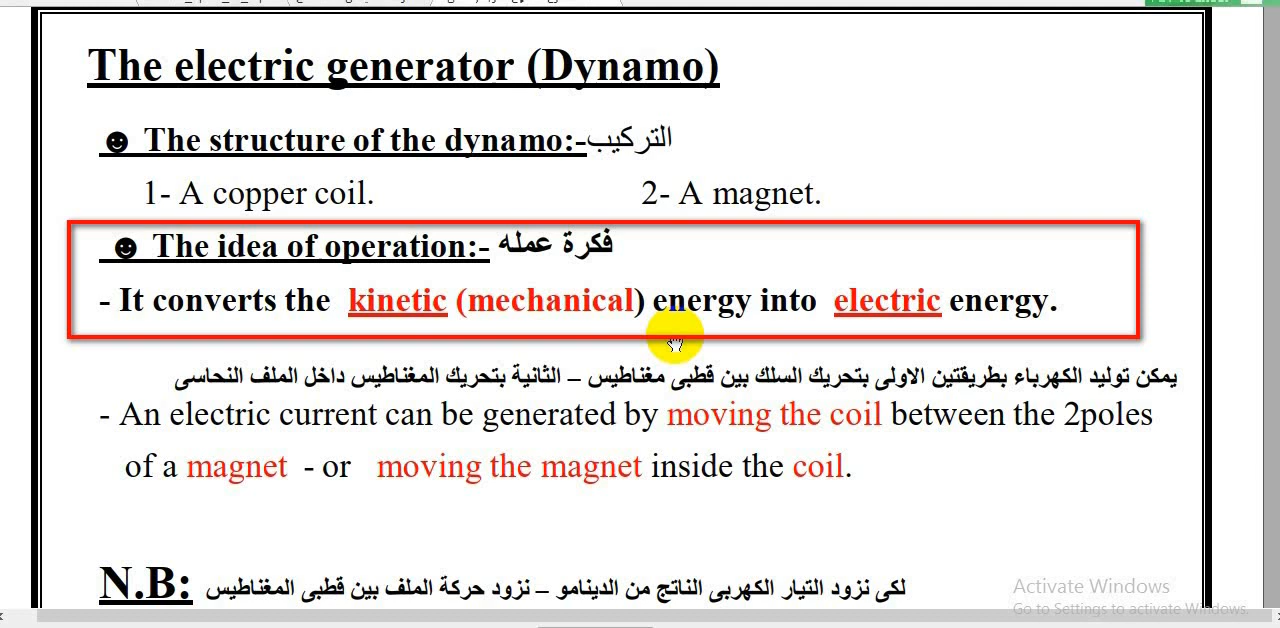 The electric generator (Dynamo)
☻ The structure of the dynamo:-التركيب
1- A copper coil. 2- A magnet.
☻ The idea of operation:- فكرة عمله
- It converts the kinetic (mechanical) energy into electric energy.
يمكن توليد الكهرباء بطريقتين الاولى بتحريك السلك بين قطبى مغناطيس – الثانية بتحريك المغناطيس داخل الملف النحاسى
- An electric current can be generated by moving the coil between the 2poles
of a magnet - or moving the magnet inside the coil.
N.B: لكى نزود التيار الكهربى الناتج من الدينامو – نزود حركة الملف بين قطبى المغناطيس
Activate Windows
Go to Settings to activate Windows.